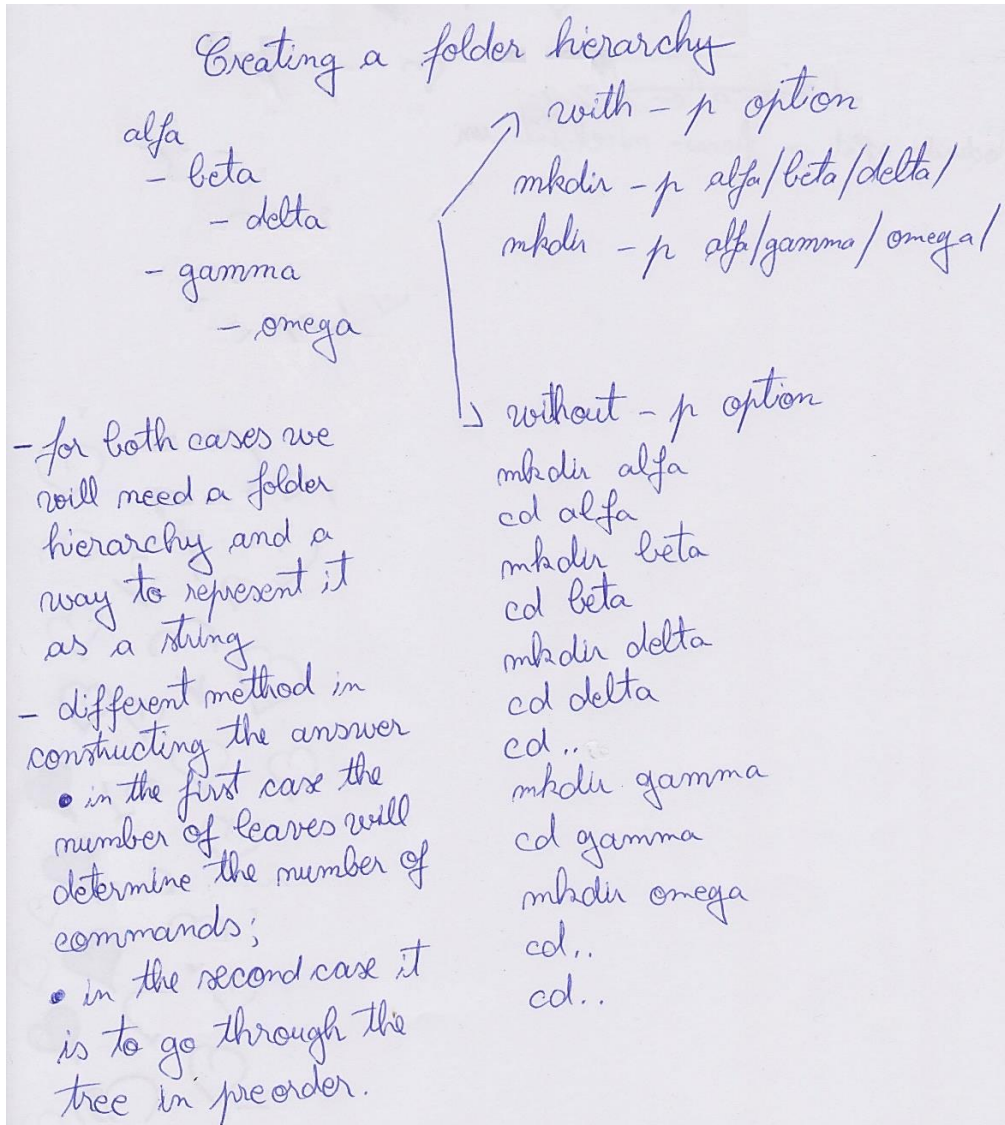 Creating a folder hierarchy
alfa
- beta
- delta
- gamma
- omega
with - p option
mkdir - p alfa/beta/delta/
mkdir - p alfa/gamma/omega/
without - p option
mkdir alfa
cd alfa
mkdir beta
cd beta
mkdir delta
cd delta
cd ..
mkdir gamma
cd gamma
mkdir omega
cd..
cd..
- for both cases we
will need a folder
hierarchy and a
way to represent it
as a string
- different method in
constructing the answer
• in the first case the
number of leaves will
determine the number of
commands;
• in the second case it
is to go through the
tree in preorder.